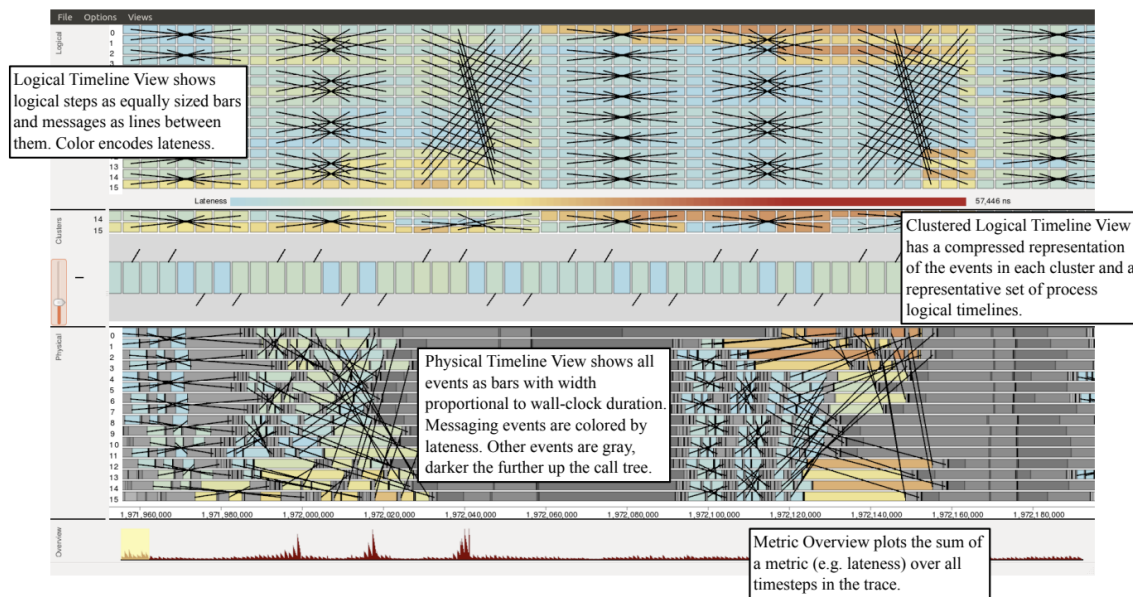 File Options Views
Logical
0
1
2
3
Logical Timeline View shows
logical steps as equally sized bars
and messages as lines between
them. Color encodes lateness.
12
13
14
15
Lateness 57,446 ns
Clusters
14
15
Clustered Logical Timeline View
has a compressed representation
of the events in each cluster and a
representative set of process
logical timelines.
Physical
0
1
2
3
4
5
6
7
8
9
10
11
12
13
14
15
Physical Timeline View shows all
events as bars with width
proportional to wall-clock duration.
Messaging events are colored by
lateness. Other events are gray,
darker the further up the call tree.
1,971,960,000 1,971,980,000 1,972,000,000 1,972,020,000 1,972,040,000 1,972,060,000 1,972,080,000 1,972,100,000 1,972,120,000 1,972,140,000 1,972,160,000 1,972,180,000
Overview
Metric Overview plots the sum of
a metric (e.g. lateness) over all
timesteps in the trace.